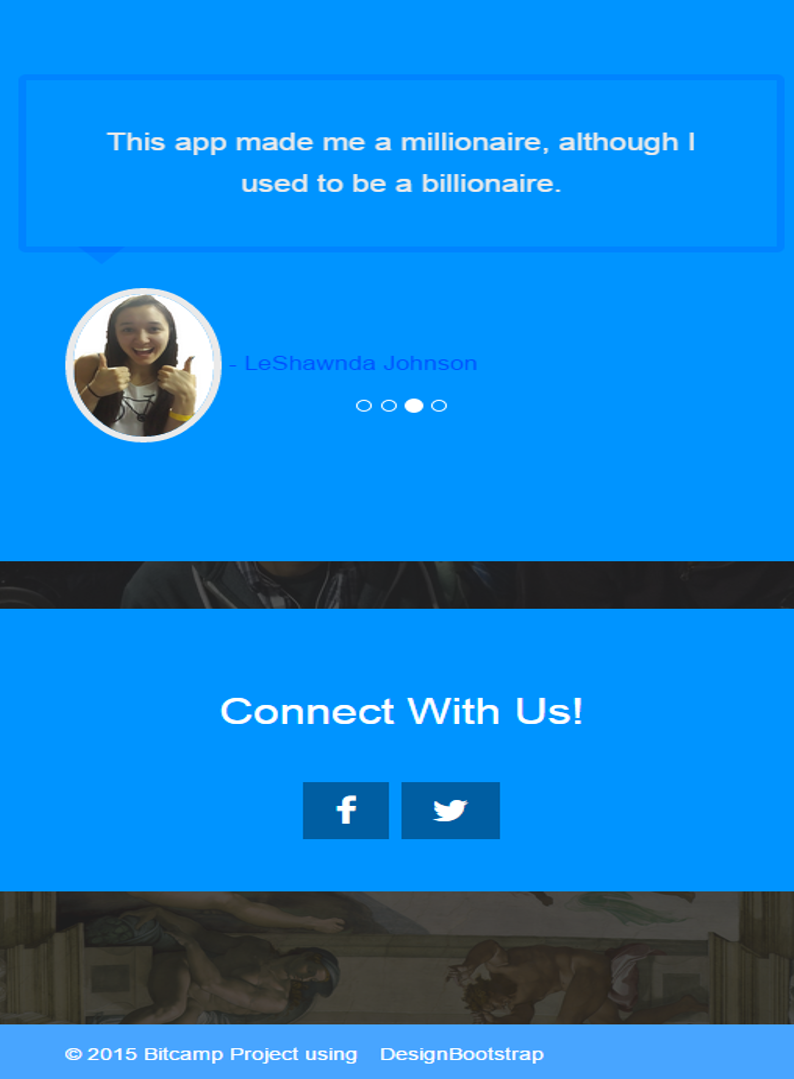 This app made me a millionaire, although I
used to be a billionaire.
- LeShawnda Johnson
Connect With Us!
© 2015 Bitcamp Project using DesignBootstrap